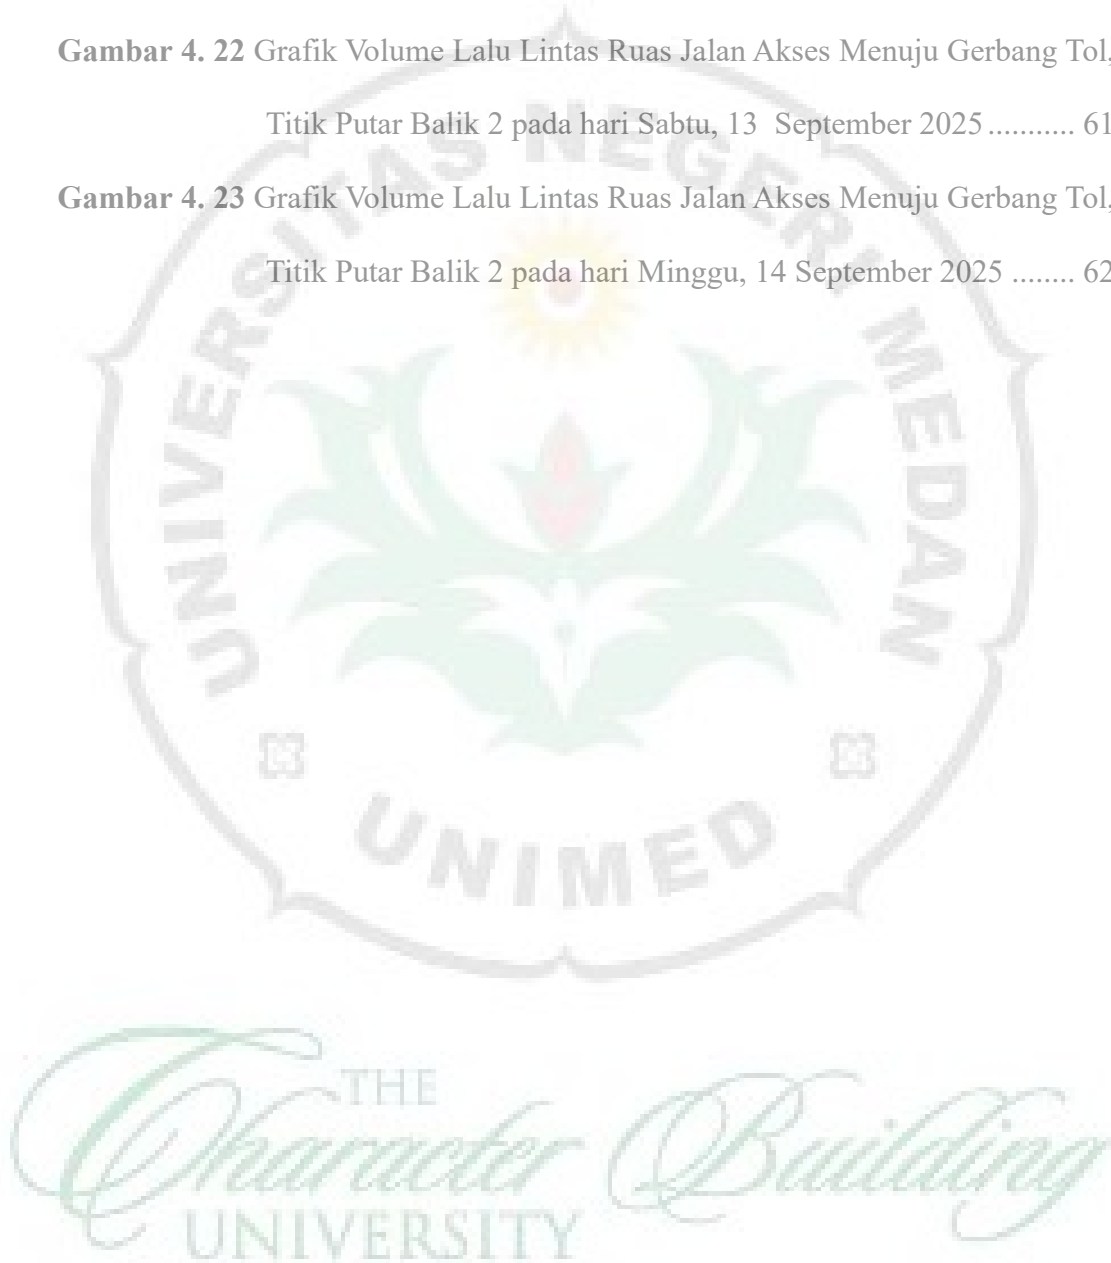 Gambar 4. 22 Grafik Volume Lalu Lintas Ruas Jalan Akses Menuju Gerbang Tol,
Titik Putar Balik 2 pada hari Sabtu, 13 September 2025 ........... 61
Gambar 4. 23 Grafik Volume Lalu Lintas Ruas Jalan Akses Menuju Gerbang Tol,
Titik Putar Balik 2 pada hari Minggu, 14 September 2025 ........ 62
UNIVERSITAS NEGERI MEDAN
UNIMED
THE
Character Building
UNIVERSITY